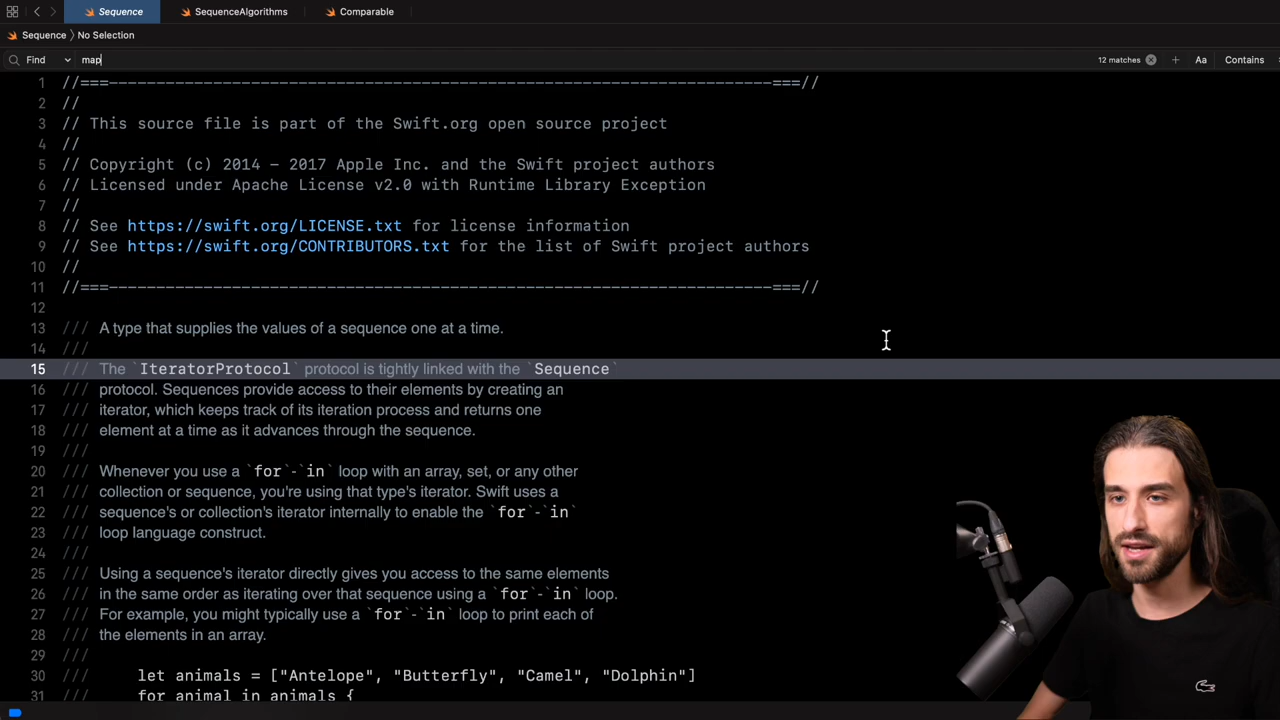 Sequence SequenceAlgorithms Comparable
Sequence 〉 No Selection
Find map 12 matches + Aa Contains
1 //===----------------------------------------------------------------------===//
2 //
3 // This source file is part of the Swift.org open source project
4 //
5 // Copyright (c) 2014 - 2017 Apple Inc. and the Swift project authors
6 // Licensed under Apache License v2.0 with Runtime Library Exception
7 //
8 // See https://swift.org/LICENSE.txt for license information
9 // See https://swift.org/CONTRIBUTORS.txt for the list of Swift project authors
10 //
11 //===----------------------------------------------------------------------===//
12
13 /// A type that supplies the values of a sequence one at a time.
14 ///
15 /// The `IteratorProtocol` protocol is tightly linked with the `Sequence`
16 /// protocol. Sequences provide access to their elements by creating an
17 /// iterator, which keeps track of its iteration process and returns one
18 /// element at a time as it advances through the sequence.
19 ///
20 /// Whenever you use a `for`-`in` loop with an array, set, or any other
21 /// collection or sequence, you're using that type's iterator. Swift uses a
22 /// sequence's or collection's iterator internally to enable the `for`-`in`
23 /// loop language construct.
24 ///
25 /// Using a sequence's iterator directly gives you access to the same elements
26 /// in the same order as iterating over that sequence using a `for`-`in` loop.
27 /// For example, you might typically use a `for`-`in` loop to print each of
28 /// the elements in an array.
29 ///
30 /// let animals = ["Antelope", "Butterfly", "Camel", "Dolphin"]
31 /// for animal in animals {